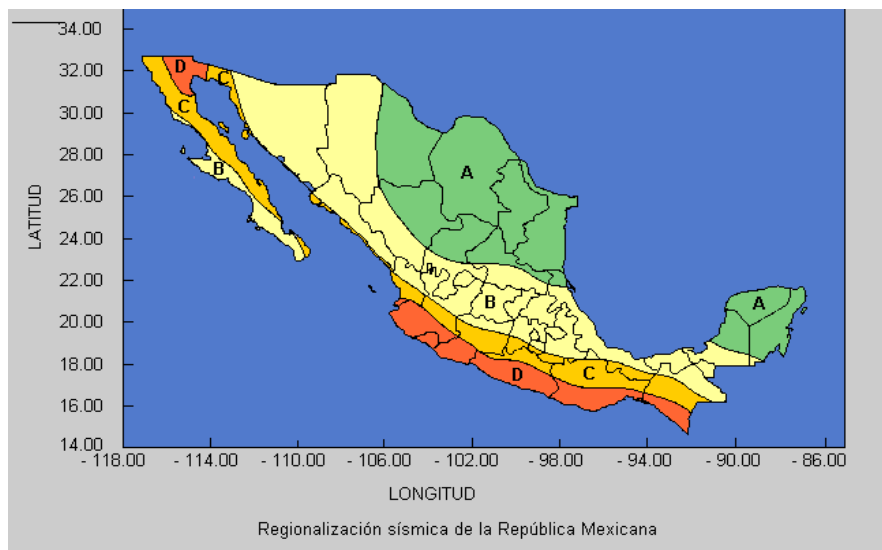 34.00
32.00
30.00
28.00
26.00
24.00
22.00
20.00
18.00
16.00
14.00
LATITUD
D
C
C
B
A
B
A
C
D
- 118.00 - 114.00 - 110.00 - 106.00 - 102.00 - 98.00 - 94.00 - 90.00 - 86.00
LONGITUD
Regionalización sísmica de la República Mexicana